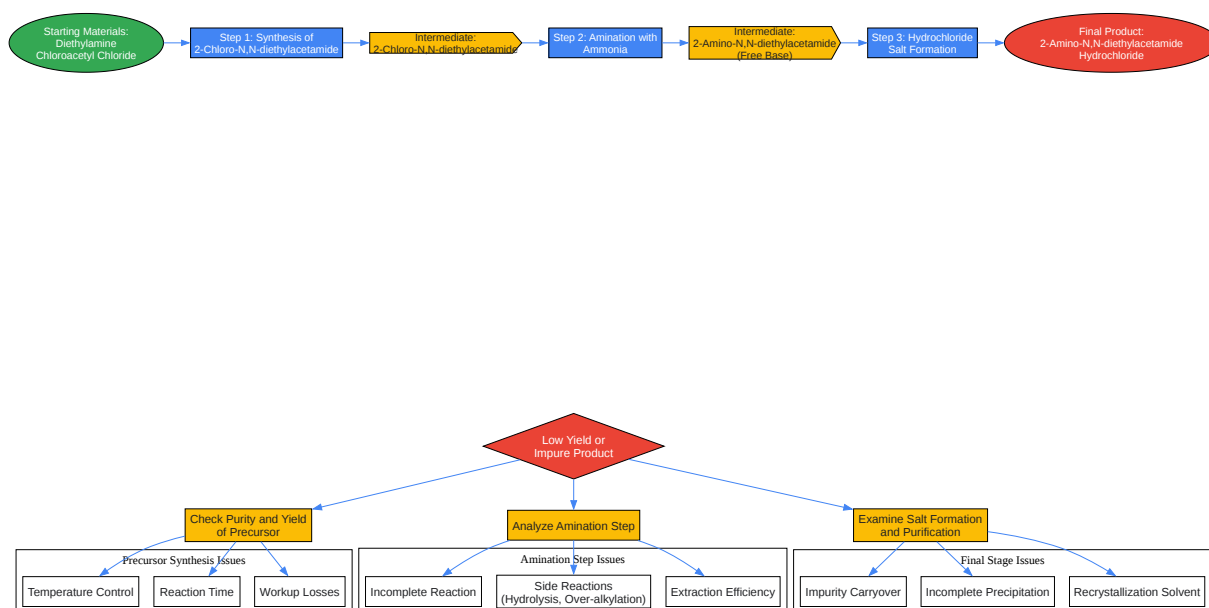 Starting Materials:
Diethylamine
Chloroacetyl Chloride
Step 1: Synthesis of
2-Chloro-N,N-diethylacetamide
Intermediate:
2-Chloro-N,N-diethylacetamide
Step 2: Amination with
Ammonia
Intermediate:
2-Amino-N,N-diethylacetamide
(Free Base)
Step 3: Hydrochloride
Salt Formation
Final Product:
2-Amino-N,N-diethylacetamide
Hydrochloride
Low Yield or
Impure Product
Check Purity and Yield
of Precursor
Analyze Amination Step
Examine Salt Formation
and Purification
Precursor Synthesis Issues
Temperature Control
Reaction Time
Workup Losses
Amination Step Issues
Incomplete Reaction
Side Reactions
(Hydrolysis, Over-alkylation)
Extraction Efficiency
Final Stage Issues
Impurity Carryover
Incomplete Precipitation
Recrystallization Solvent